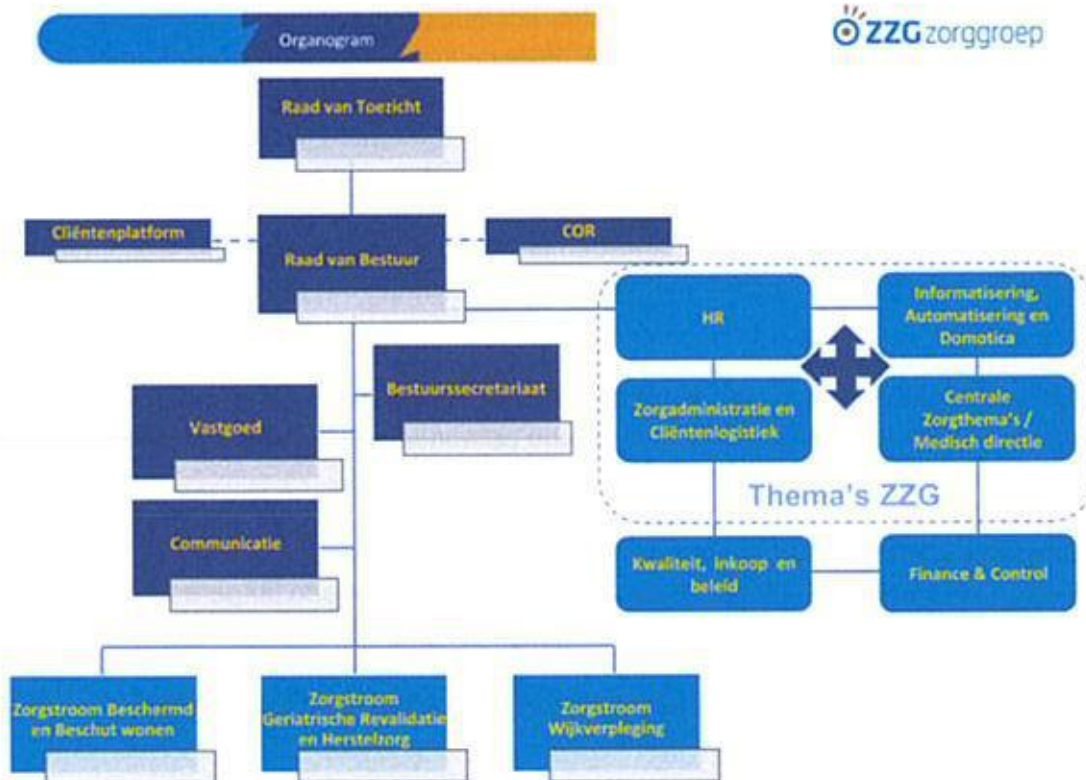 Organogram
ZZG zorggroep
Raad van Toezicht
Cliëntenplatform
COR
Raad van Bestuur
HR
Informatisering,
Automatisering en
Domotica
Bestuurssecretariaat
Vastgoed
Zorgadministratie en
Cliëntenlogistiek
Centrale
Zorgthema's /
Medisch directie
Thema's ZZG
Communicatie
Kwaliteit, Inkoop en
beleid
Finance & Control
Zorgstroom Beschermd
en Beschut wonen
Zorgstroom
Geriatrische Revalidatie
en Herstelzorg
Zorgstroom
Wijkverpleging